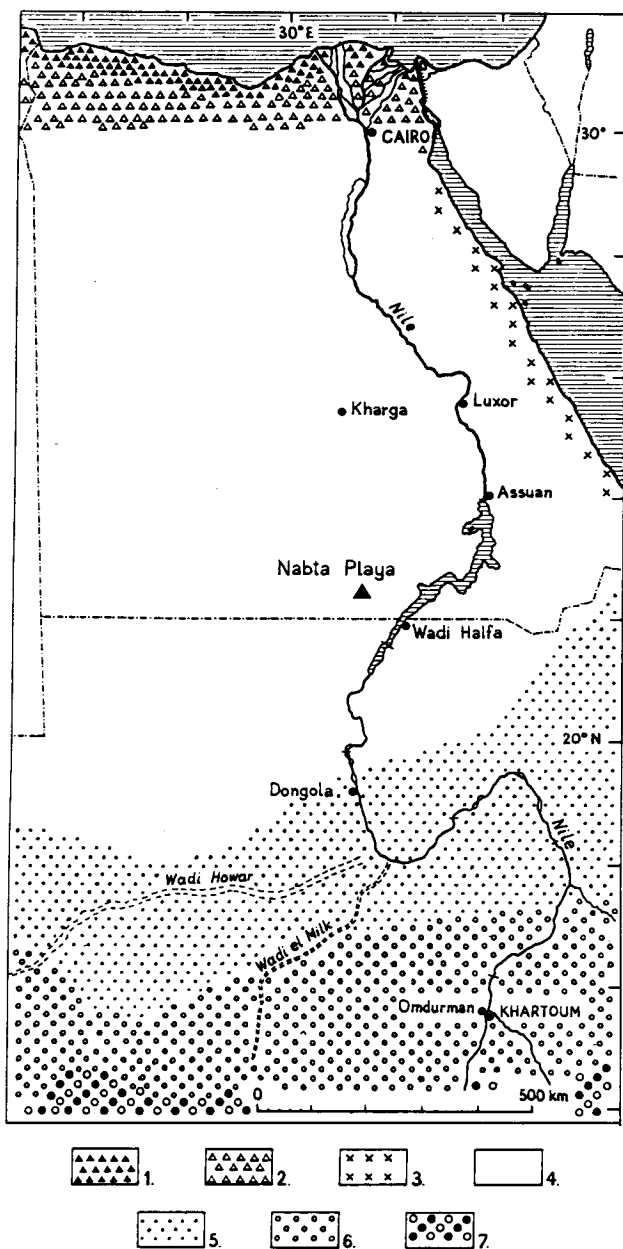 30°E
CAIRO
30°
Nile
Kharga
Luxor
Assuan
Nabta Playa
Wadi Halfa
20°N
Dongola
Nile
Wadi Howar
Wadi el Milk
Omdurman
KHARTOUM
0 500 km
1. 2. 3. 4.
5. 6. 7.